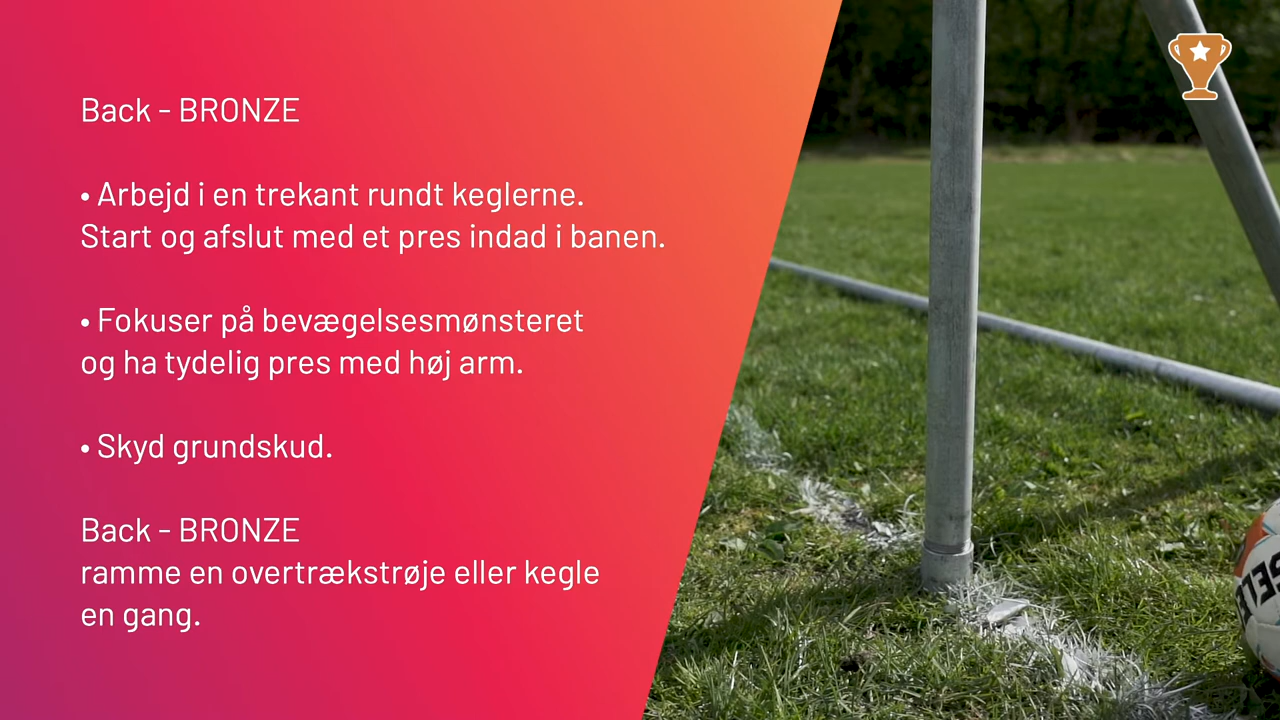 Back - BRONZE
• Arbejd i en trekant rundt keglerne.
Start og afslut med et pres indad i banen.
• Fokuser på bevægelsesmønsteret
og ha tydelig pres med høj arm.
• Skyd grundskud.
Back - BRONZE
ramme en overtrækstrøje eller kegle
en gang.